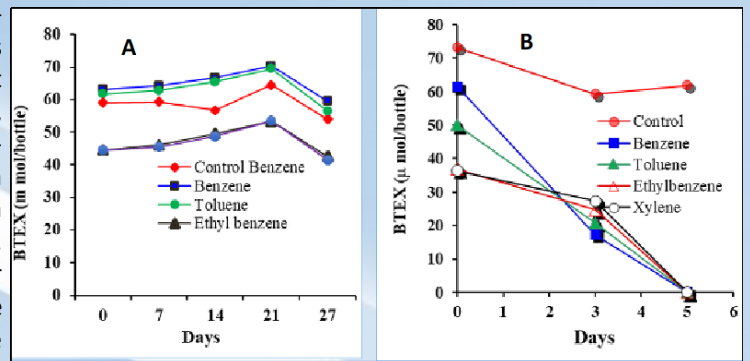 A
BTEX (m mol/bottle)
80
70
60
50
40
30
20
10
0
Control Benzene
Benzene
Toluene
Ethyl benzene
0 7 14 21 27
Days
B
BTEX (µ mol/bottle)
80
70
60
50
40
30
20
10
0
Control
Benzene
Toluene
Ethylbenzene
Xylene
0 1 2 3 4 5 6
Days